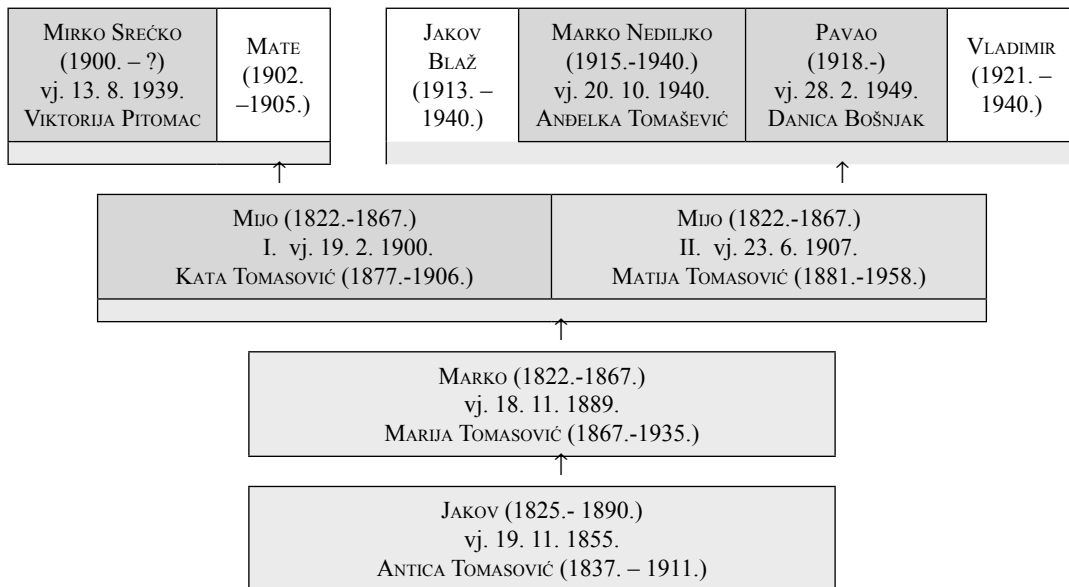 Mirko Srećko
(1900. – ?)
vj. 13. 8. 1939.
Viktorija Pitomac
Mate
(1902.
–1905.)
Jakov
Blaž
(1913. –
1940.)
Marko Nediljko
(1915.-1940.)
vj. 20. 10. 1940.
Anđelka Tomašević
Pavao
(1918.-)
vj. 28. 2. 1949.
Danica Bošnjak
Vladimir
(1921. –
1940.)
↑
↑
Mijo (1822.-1867.)
I. vj. 19. 2. 1900.
Kata Tomasović (1877.-1906.)
Mijo (1822.-1867.)
II. vj. 23. 6. 1907.
Matija Tomasović (1881.-1958.)
↑
Marko (1822.-1867.)
vj. 18. 11. 1889.
Marija Tomasović (1867.-1935.)
↑
Jakov (1825.- 1890.)
vj. 19. 11. 1855.
Antica Tomasović (1837. – 1911.)